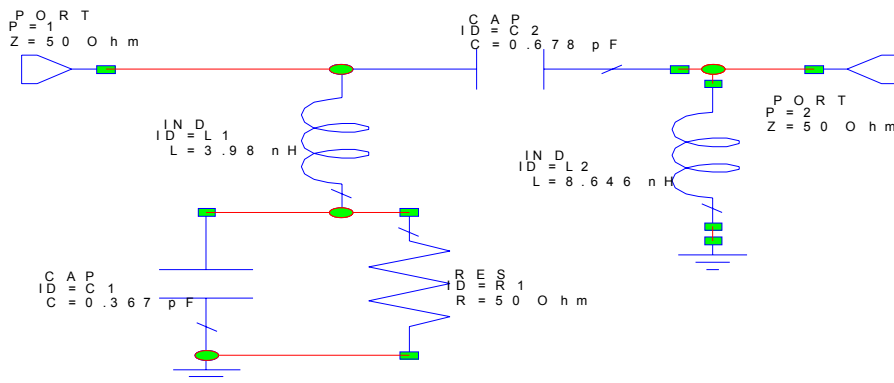 PORT
P=1
Z=50 Ohm
CAP
ID=C2
C=0.678 pF
IND
ID=L1
L=3.98 nH
PORT
P=2
Z=50 Ohm
IND
ID=L2
L=8.646 nH
CAP
ID=C1
C=0.367 pF
RES
ID=R1
R=50 Ohm